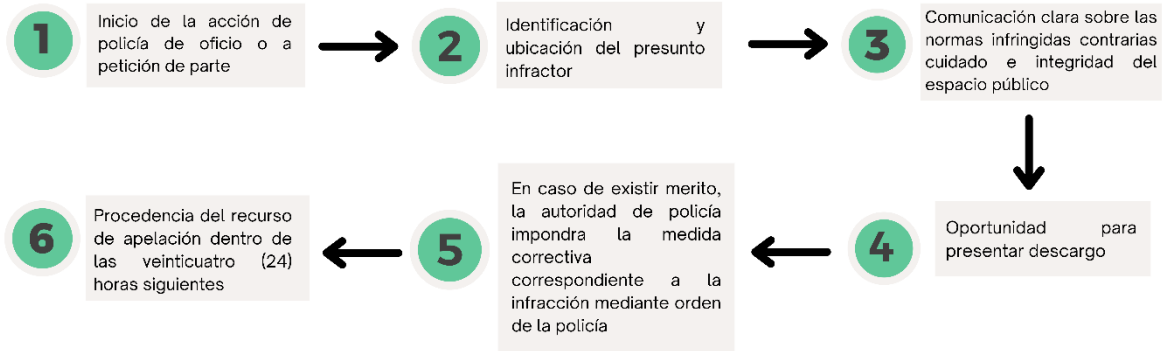 1
Inicio de la acción de
policía de oficio o a
petición de parte
2
Identificación y
ubicación del presunto
infractor
3
Comunicación clara sobre las
normas infringidas contrarias
cuidado e integridad del
espacio público
4
Oportunidad para
presentar descargo
5
En caso de existir merito,
la autoridad de policía
impondra la medida
correctiva
correspondiente a la
infracción mediante orden
de la policía
6
Procedencia del recurso
de apelación dentro de
las veinticuatro (24)
horas siguientes